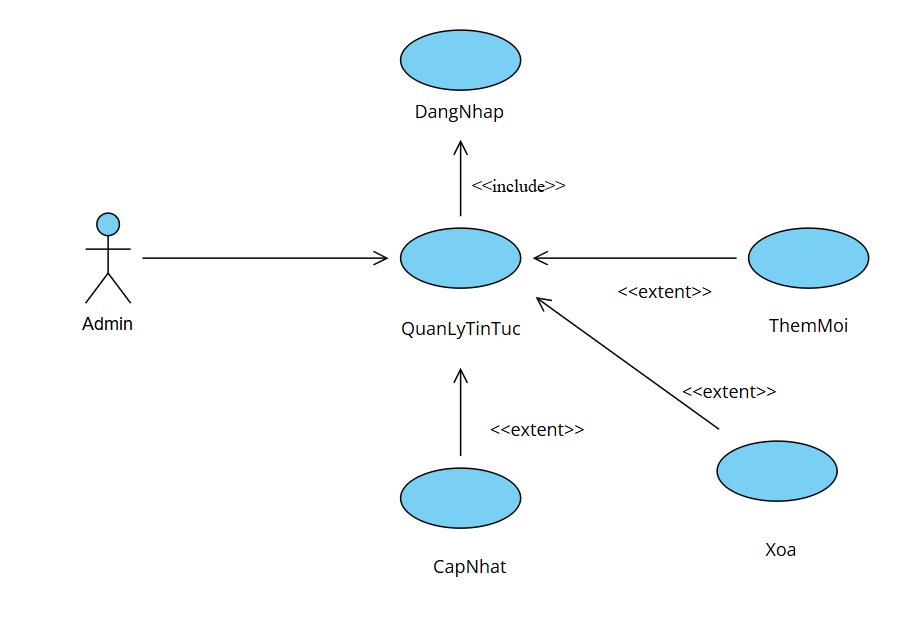 DangNhap
<<include>>
<<extent>>
Admin
QuanLyTinTuc
ThemMoi
<<extent>>
<<extent>>
Xoa
CapNhat